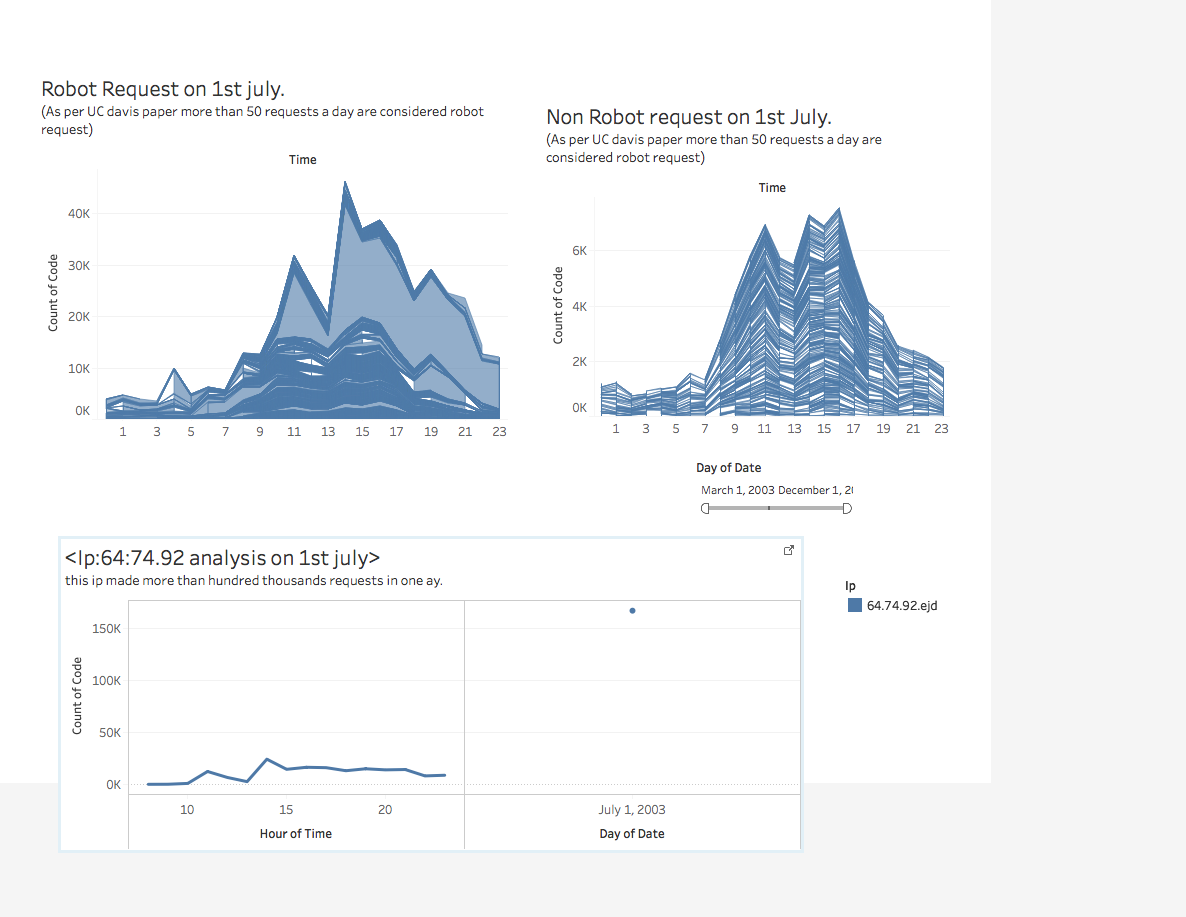 Robot Request on 1st july.
(As per UC davis paper more than 50 requests a day are considered robot
request)
Time
Count of Code
40K
30K
20K
10K
0K
1 3 5 7 9 11 13 15 17 19 21 23
Non Robot request on 1st July.
(As per UC davis paper more than 50 requests a day are
considered robot request)
Time
Count of Code
6K
4K
2K
0K
1 3 5 7 9 11 13 15 17 19 21 23
Day of Date
March 1, 2003 December 1, 2
<Ip:64:74.92 analysis on 1st july>
this ip made more than hundred thousands requests in one ay.
Count of Code
150K
100K
50K
0K
10 15 20
Hour of Time
July 1, 2003
Day of Date
Ip
64.74.92.ejd